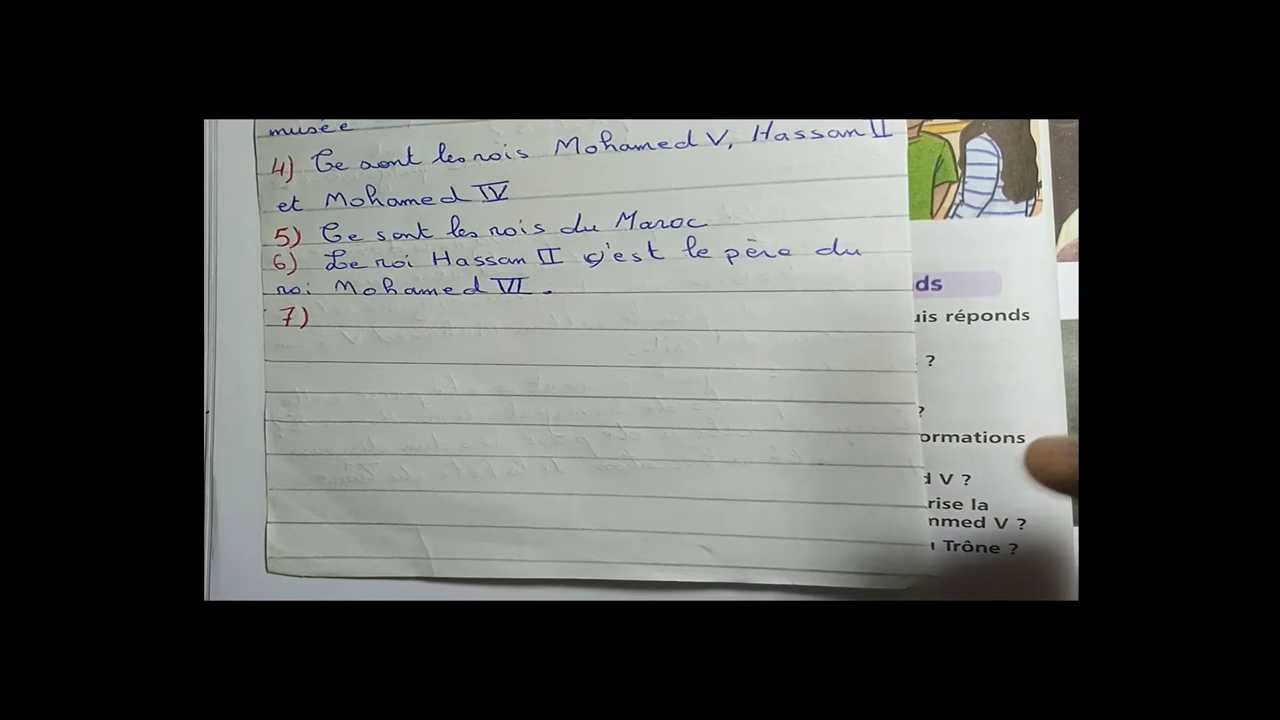 musée
4) Ce sont les rois Mohamed V, Hassan II
et Mohamed IV
5) Ce sont les rois du Maroc
6) Le roi Hassan II c'est le père du
roi Mohamed VI.
7)
ds
uis réponds
?
?
ormations
d V ?
rise la
mmed V ?
Trône ?